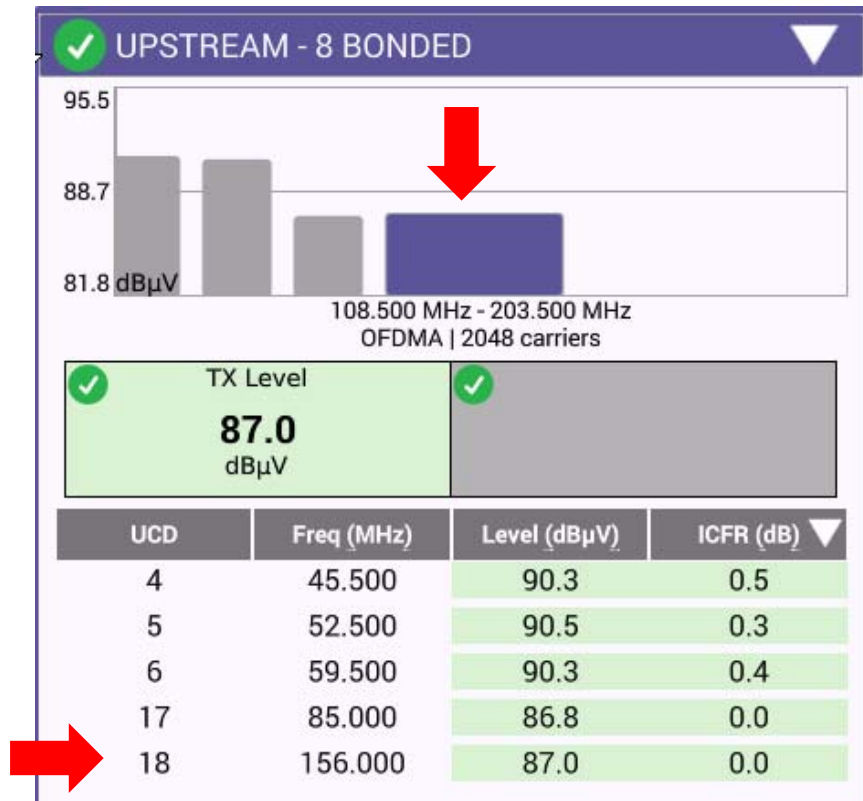 UPSTREAM - 8 BONDED
95.5
88.7
81.8 dBµV
108.500 MHz - 203.500 MHz
OFDMA | 2048 carriers
TX Level
87.0
dBµV
UCD Freq (MHz) Level (dBµV) ICFR (dB)
4 45.500 90.3 0.5
5 52.500 90.5 0.3
6 59.500 90.3 0.4
17 85.000 86.8 0.0
18 156.000 87.0 0.0